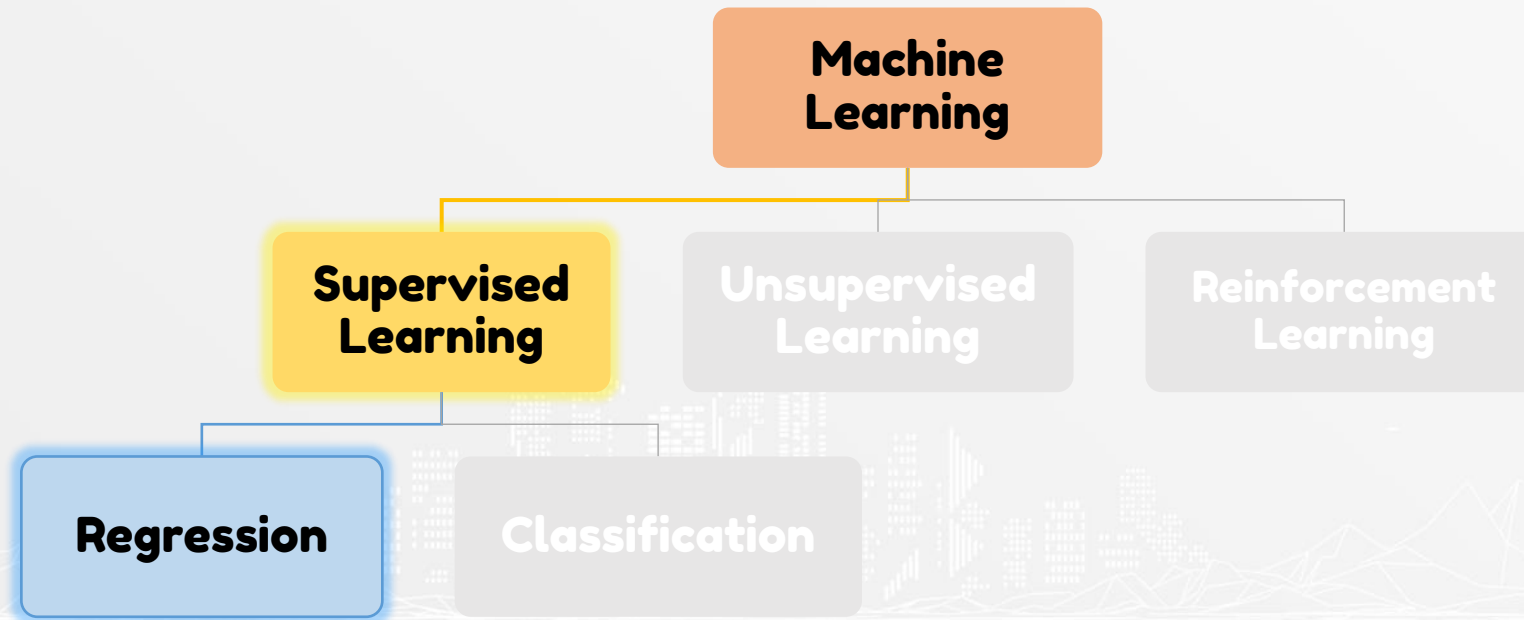 Machine
Learning
Supervised
Learning
Unsupervised
Learning
Reinforcement
Learning
Regression
Classification